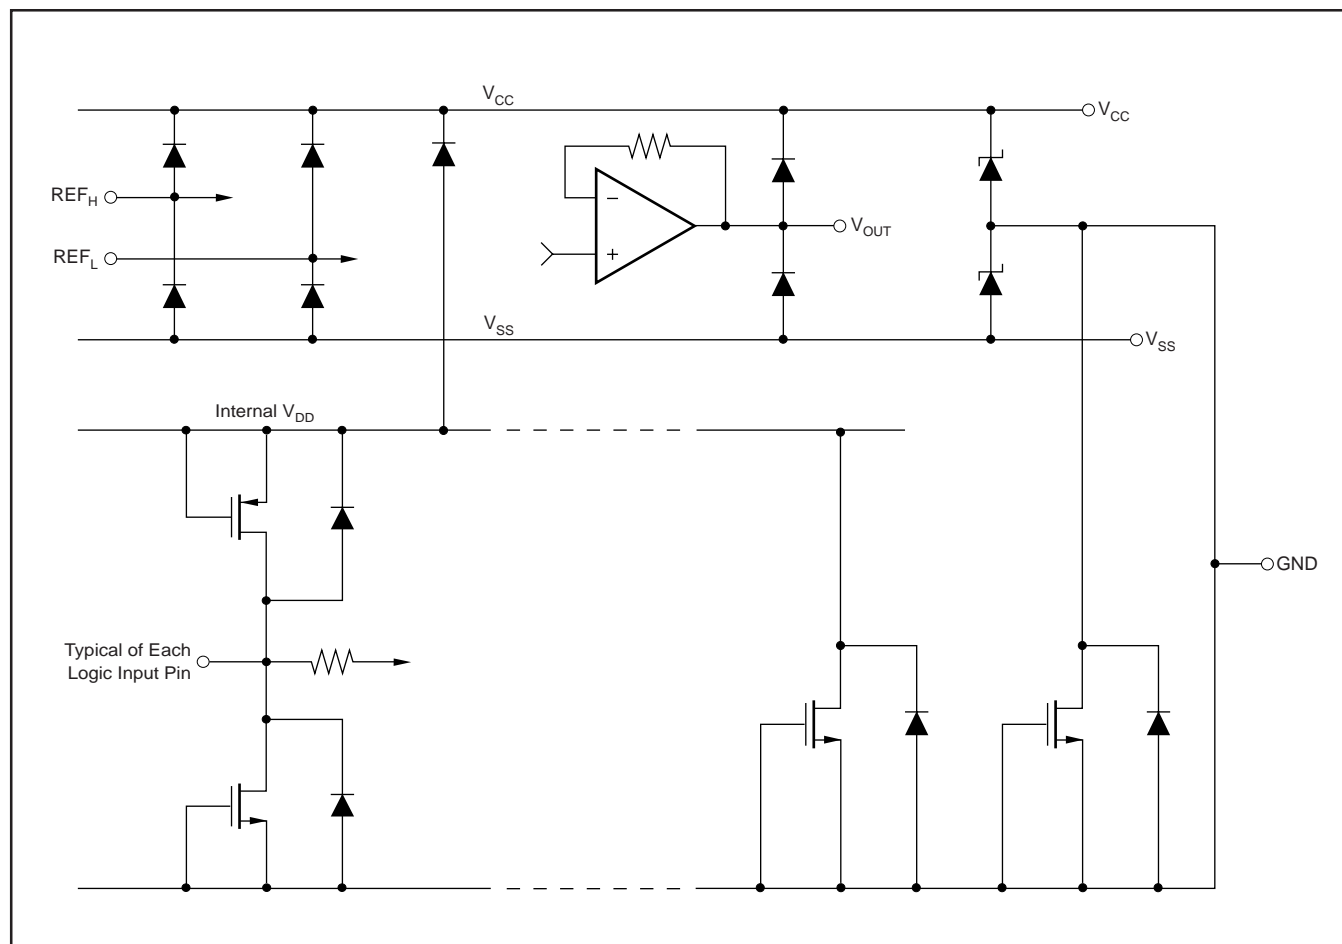 V_CC
V_CC
REF_H
−
V_OUT
REF_L
+
V_SS
V_SS
Internal V_DD
GND
Typical of Each
Logic Input Pin